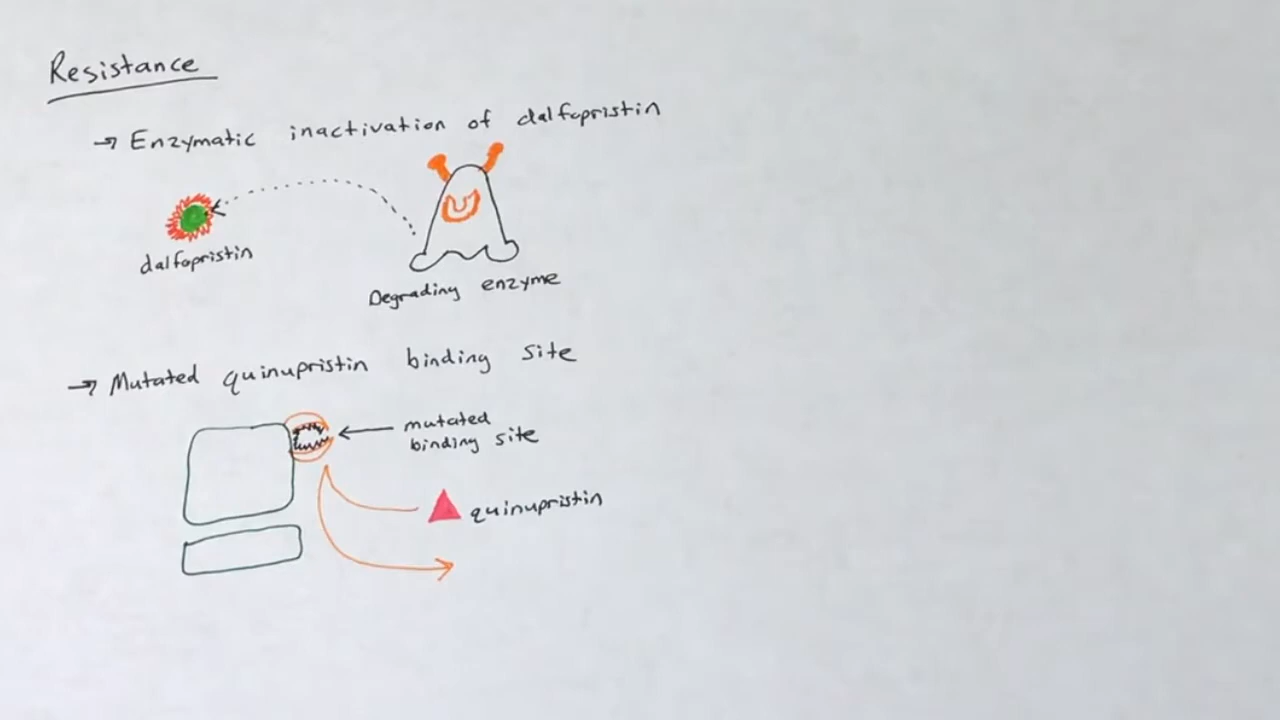 Resistance
→ Enzymatic inactivation of dalfopristin
dalfopristin
Degrading enzyme
→ Mutated quinupristin binding site
mutated
binding site
quinupristin